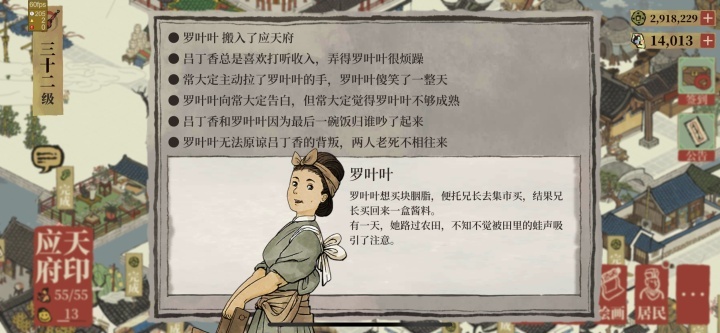 60fps
三十二级
2,918,229
14,013
● 罗叶叶 搬入了应天府
● 吕丁香总是喜欢打听收入，弄得罗叶叶很烦躁
● 常大定主动拉了罗叶叶的手，罗叶叶傻笑了一整天
● 罗叶叶向常大定告白，但常大定觉得罗叶叶不够成熟
● 吕丁香和罗叶叶因为最后一碗饭归谁吵了起来
● 罗叶叶无法原谅吕丁香的背叛，两人老死不相往来
罗叶叶
罗叶叶想买块胭脂，便托兄长去集市买，结果兄
长买回来一盒酱料。
有一天，她路过农田，不知不觉被田里的蛙声吸
引了注意。
签到
公告
应天府印
55/55
13
绘画
居民